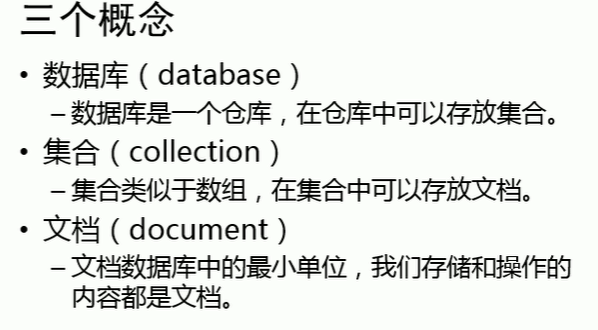 三个概念
• 数据库（database）
– 数据库是一个仓库，在仓库中可以存放集合。
• 集合（collection）
– 集合类似于数组，在集合中可以存放文档。
• 文档（document）
– 文档数据库中的最小单位，我们存储和操作的
内容都是文档。